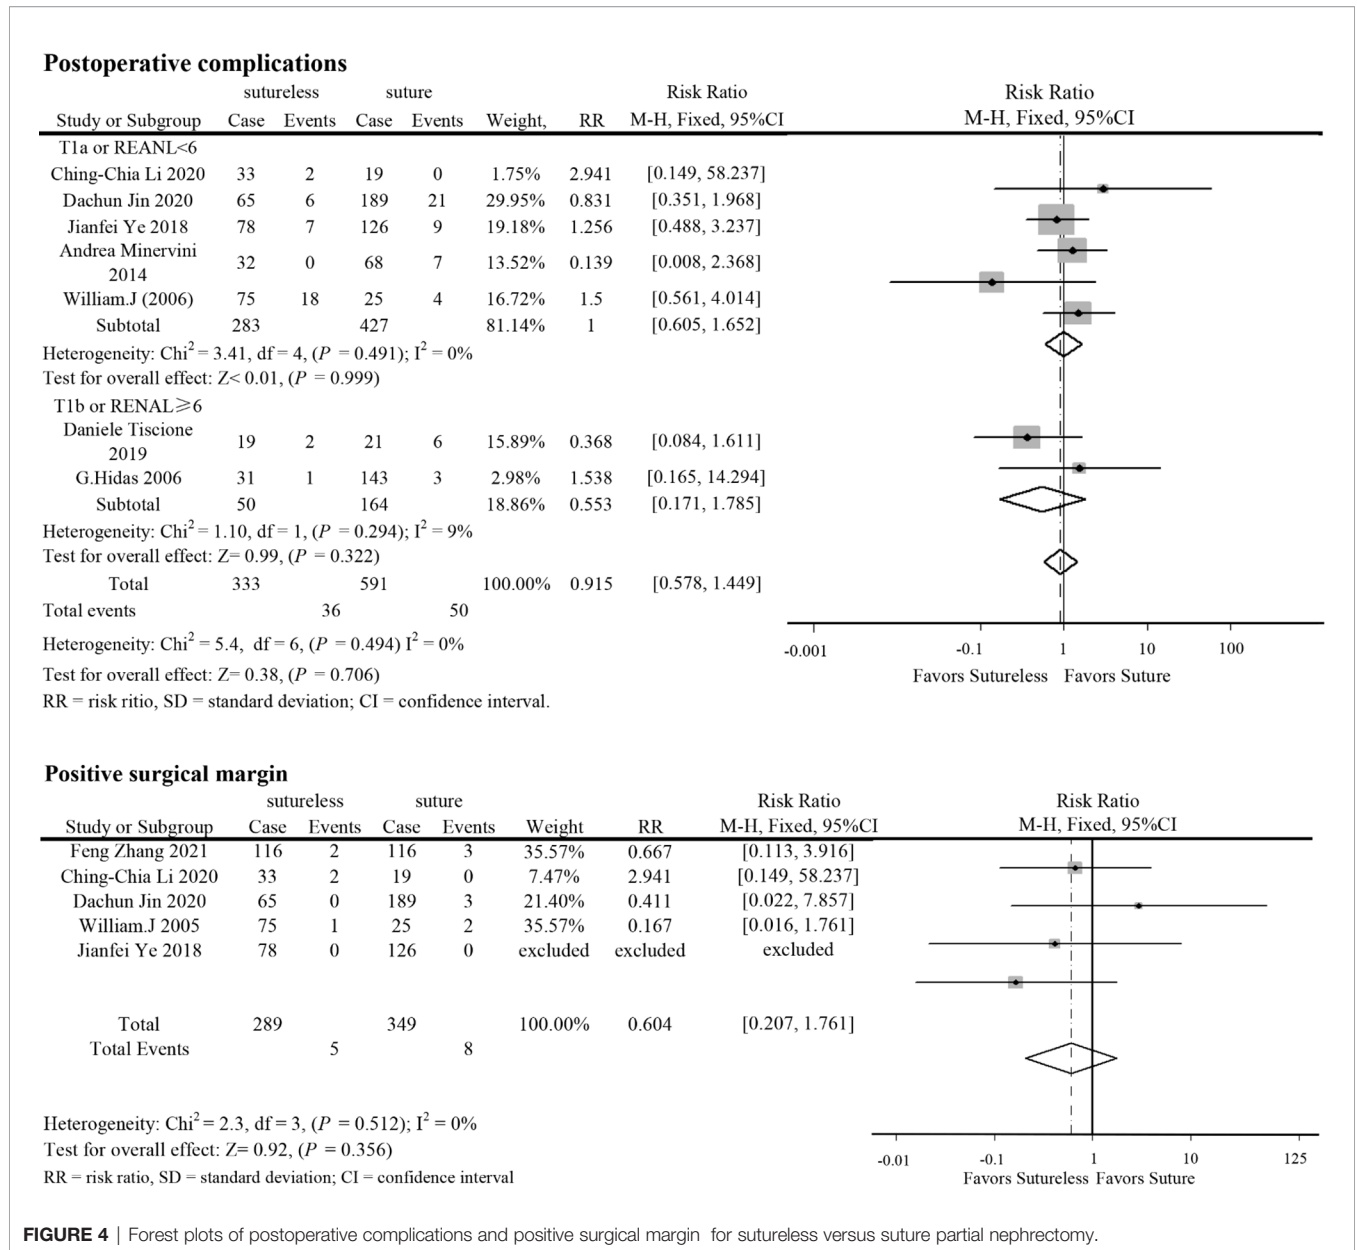 Postoperative complications
sutureless suture Risk Ratio Risk Ratio
Study or Subgroup Case Events Case Events Weight, RR M-H, Fixed, 95%CI M-H, Fixed, 95%CI
T1a or REANL<6
Ching-Chia Li 2020 33 2 19 0 1.75% 2.941 [0.149, 58.237]
Dachun Jin 2020 65 6 189 21 29.95% 0.831 [0.351, 1.968]
Jianfei Ye 2018 78 7 126 9 19.18% 1.256 [0.488, 3.237]
Andrea Minervini
2014 32 0 68 7 13.52% 0.139 [0.008, 2.368]
William.J (2006) 75 18 25 4 16.72% 1.5 [0.561, 4.014]
Subtotal 283 427 81.14% 1 [0.605, 1.652]
Heterogeneity: Chi² = 3.41, df = 4, (P = 0.491); I² = 0%
Test for overall effect: Z< 0.01, (P = 0.999)
T1b or RENAL⩾6
Daniele Tiscione
2019 19 2 21 6 15.89% 0.368 [0.084, 1.611]
G.Hidas 2006 31 1 143 3 2.98% 1.538 [0.165, 14.294]
Subtotal 50 164 18.86% 0.553 [0.171, 1.785]
Heterogeneity: Chi² = 1.10, df = 1, (P = 0.294); I² = 9%
Test for overall effect: Z= 0.99, (P = 0.322)
Total 333 591 100.00% 0.915 [0.578, 1.449]
Total events 36 50
Heterogeneity: Chi² = 5.4, df = 6, (P = 0.494) I² = 0%
-0.001 -0.1 1 10 100
Test for overall effect: Z= 0.38, (P = 0.706)
Favors Sutureless Favors Suture
RR = risk ritio, SD = standard deviation; CI = confidence interval.
Positive surgical margin
sutureless suture Risk Ratio Risk Ratio
Study or Subgroup Case Events Case Events Weight RR M-H, Fixed, 95%CI M-H, Fixed, 95%CI
Feng Zhang 2021 116 2 116 3 35.57% 0.667 [0.113, 3.916]
Ching-Chia Li 2020 33 2 19 0 7.47% 2.941 [0.149, 58.237]
Dachun Jin 2020 65 0 189 3 21.40% 0.411 [0.022, 7.857]
William.J 2005 75 1 25 2 35.57% 0.167 [0.016, 1.761]
Jianfei Ye 2018 78 0 126 0 excluded excluded excluded
Total 289 349 100.00% 0.604 [0.207, 1.761]
Total Events 5 8
Heterogeneity: Chi² = 2.3, df = 3, (P = 0.512); I² = 0%
Test for overall effect: Z= 0.92, (P = 0.356)
-0.01 -0.1 1 10 125
RR = risk ratio, SD = standard deviation; CI = confidence interval
Favors Sutureless Favors Suture
FIGURE 4 | Forest plots of postoperative complications and positive surgical margin for sutureless versus suture partial nephrectomy.